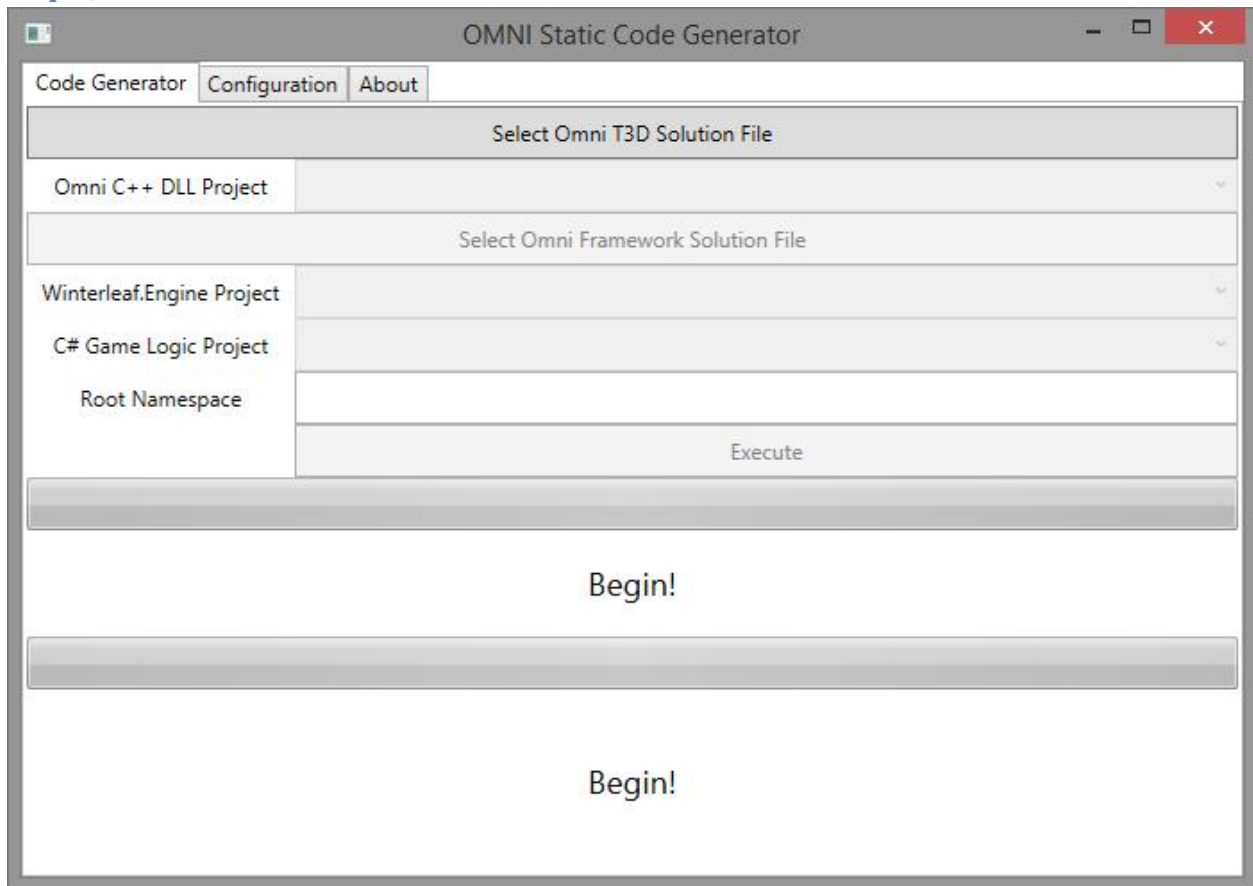 OMNI Static Code Generator
Code Generator Configuration About
Select Omni T3D Solution File
Omni C++ DLL Project
Select Omni Framework Solution File
Winterleaf.Engine Project
C# Game Logic Project
Root Namespace
Execute
Begin!
Begin!